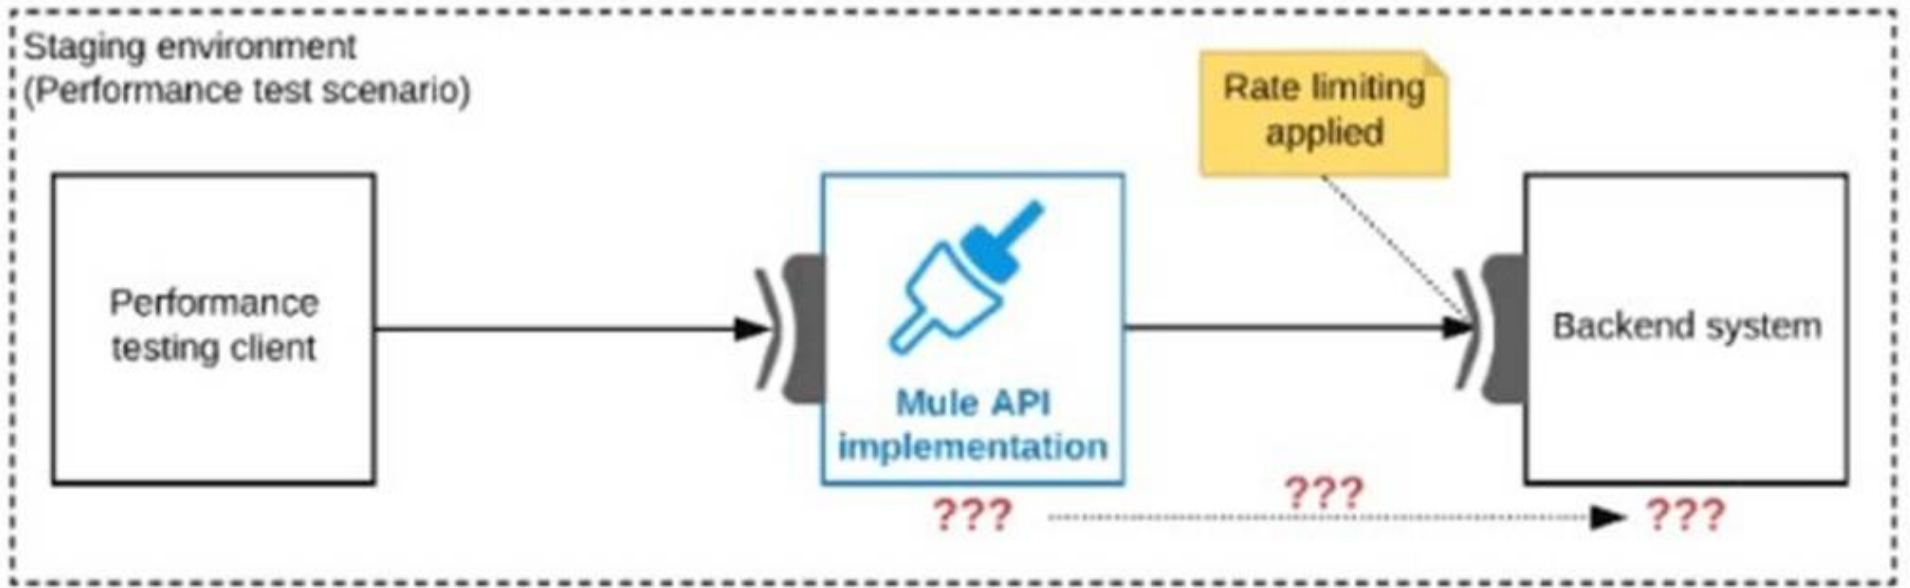 Staging environment
(Performance test scenario)
Rate limiting
applied
Performance
testing client
Mule API
implementation
Backend system
???
???
???